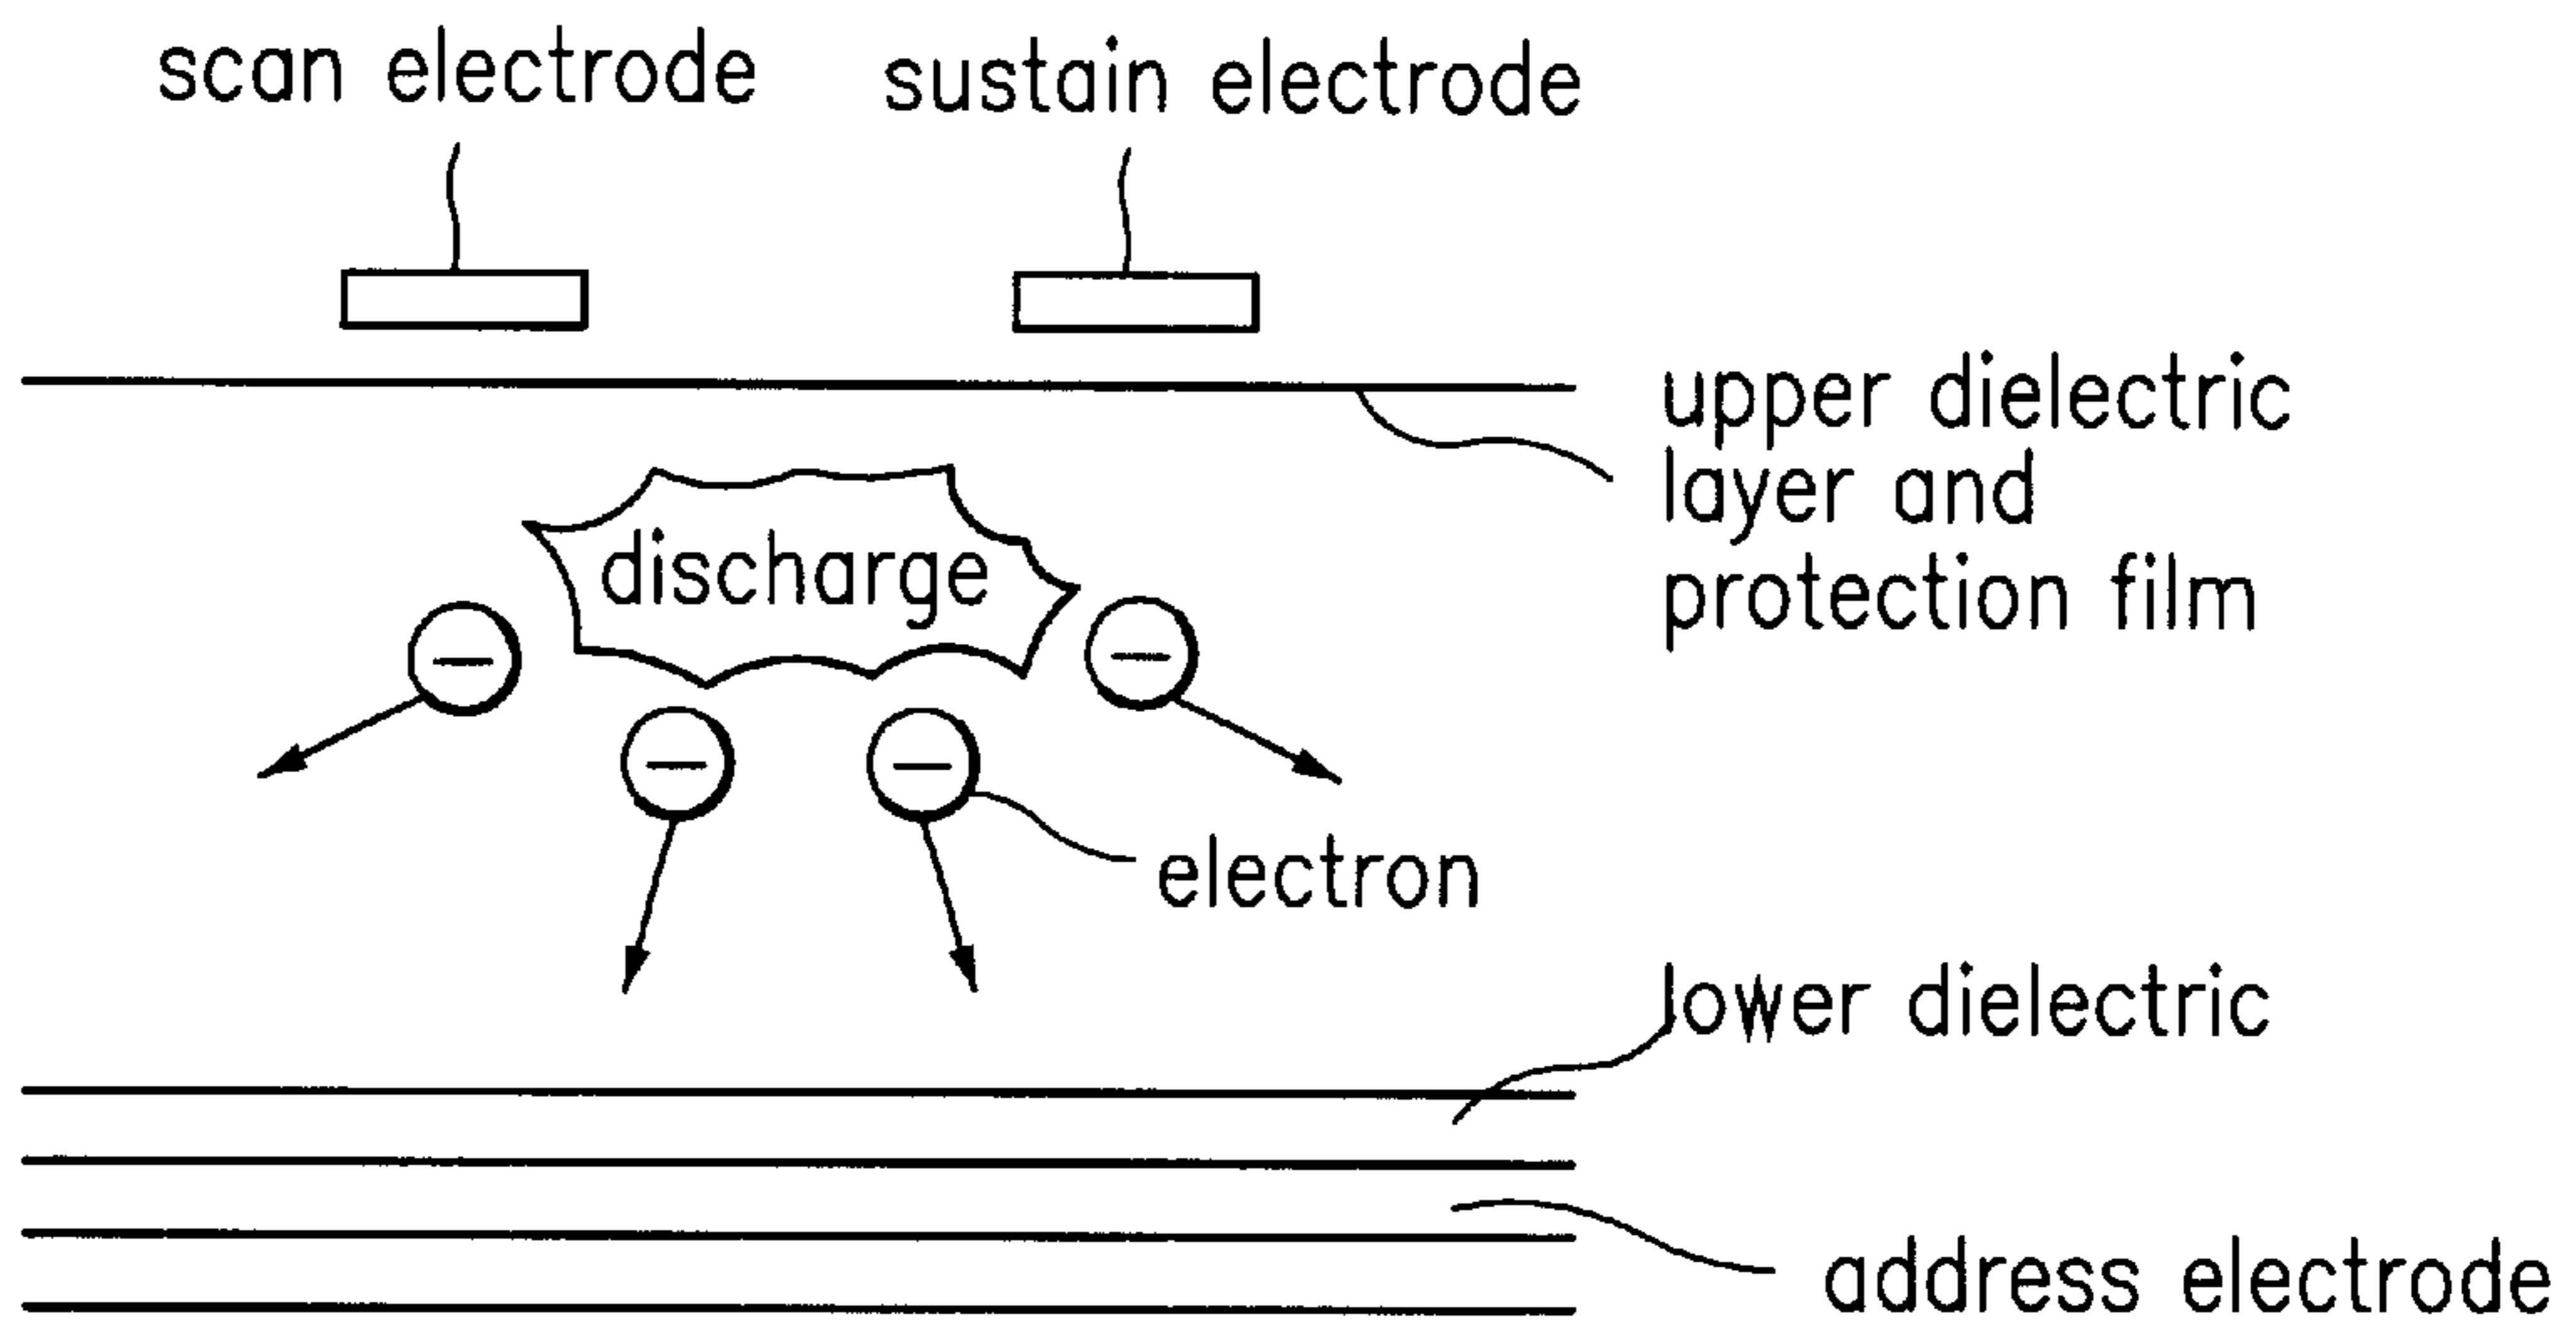 scan electrode
sustain electrode
upper dielectric
layer and
protection film
discharge
electron
lower dielectric
address electrode